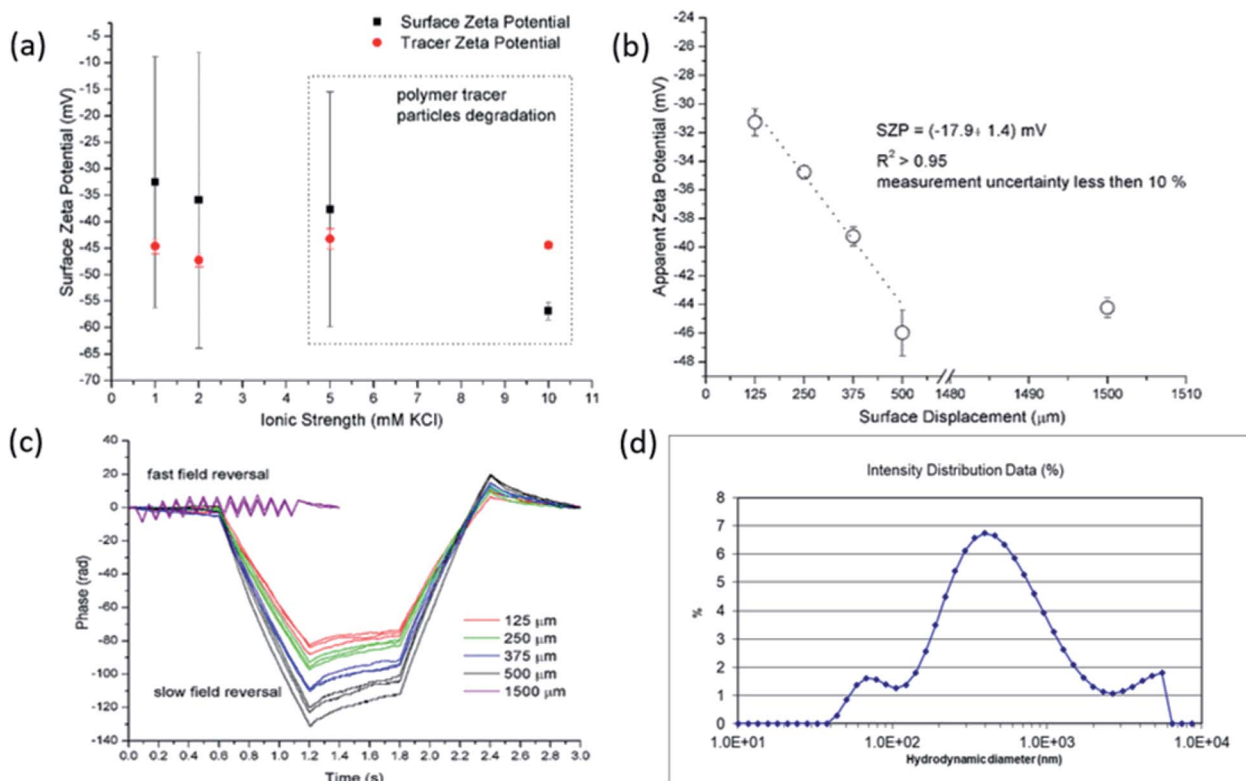 (a)
Surface Zeta Potential
Tracer Zeta Potential
polymer tracer
particles degradation
Surface Zeta Potential (mV)
-5
-10
-15
-20
-25
-30
-35
-40
-45
-50
-55
-60
-65
-70
0 1 2 3 4 5 6 7 8 9 10 11
Ionic Strength (mM KCl)
(b)
Apparent Zeta Potential (mV)
-24
-26
-28
-30
-32
-34
-36
-38
-40
-42
-44
-46
-48
SZP = (-17.9+ 1.4) mV
R2 > 0.95
measurement uncertainty less then 10 %
0 125 250 375 500 1480 1490 1500 1510
Surface Displacement (µm)
(c)
Phase (rad)
40
20
0
-20
-40
-60
-80
-100
-120
-140
fast field reversal
slow field reversal
125 µm
250 µm
375 µm
500 µm
1500 µm
0.0 0.2 0.4 0.6 0.8 1.0 1.2 1.4 1.6 1.8 2.0 2.2 2.4 2.6 2.8 3.0
Time (s)
(d)
Intensity Distribution Data (%)
%
8
7
6
5
4
3
2
1
0
1.0E+01 1.0E+02 1.0E+03 1.0E+04
Hydrodynamic diameter (nm)